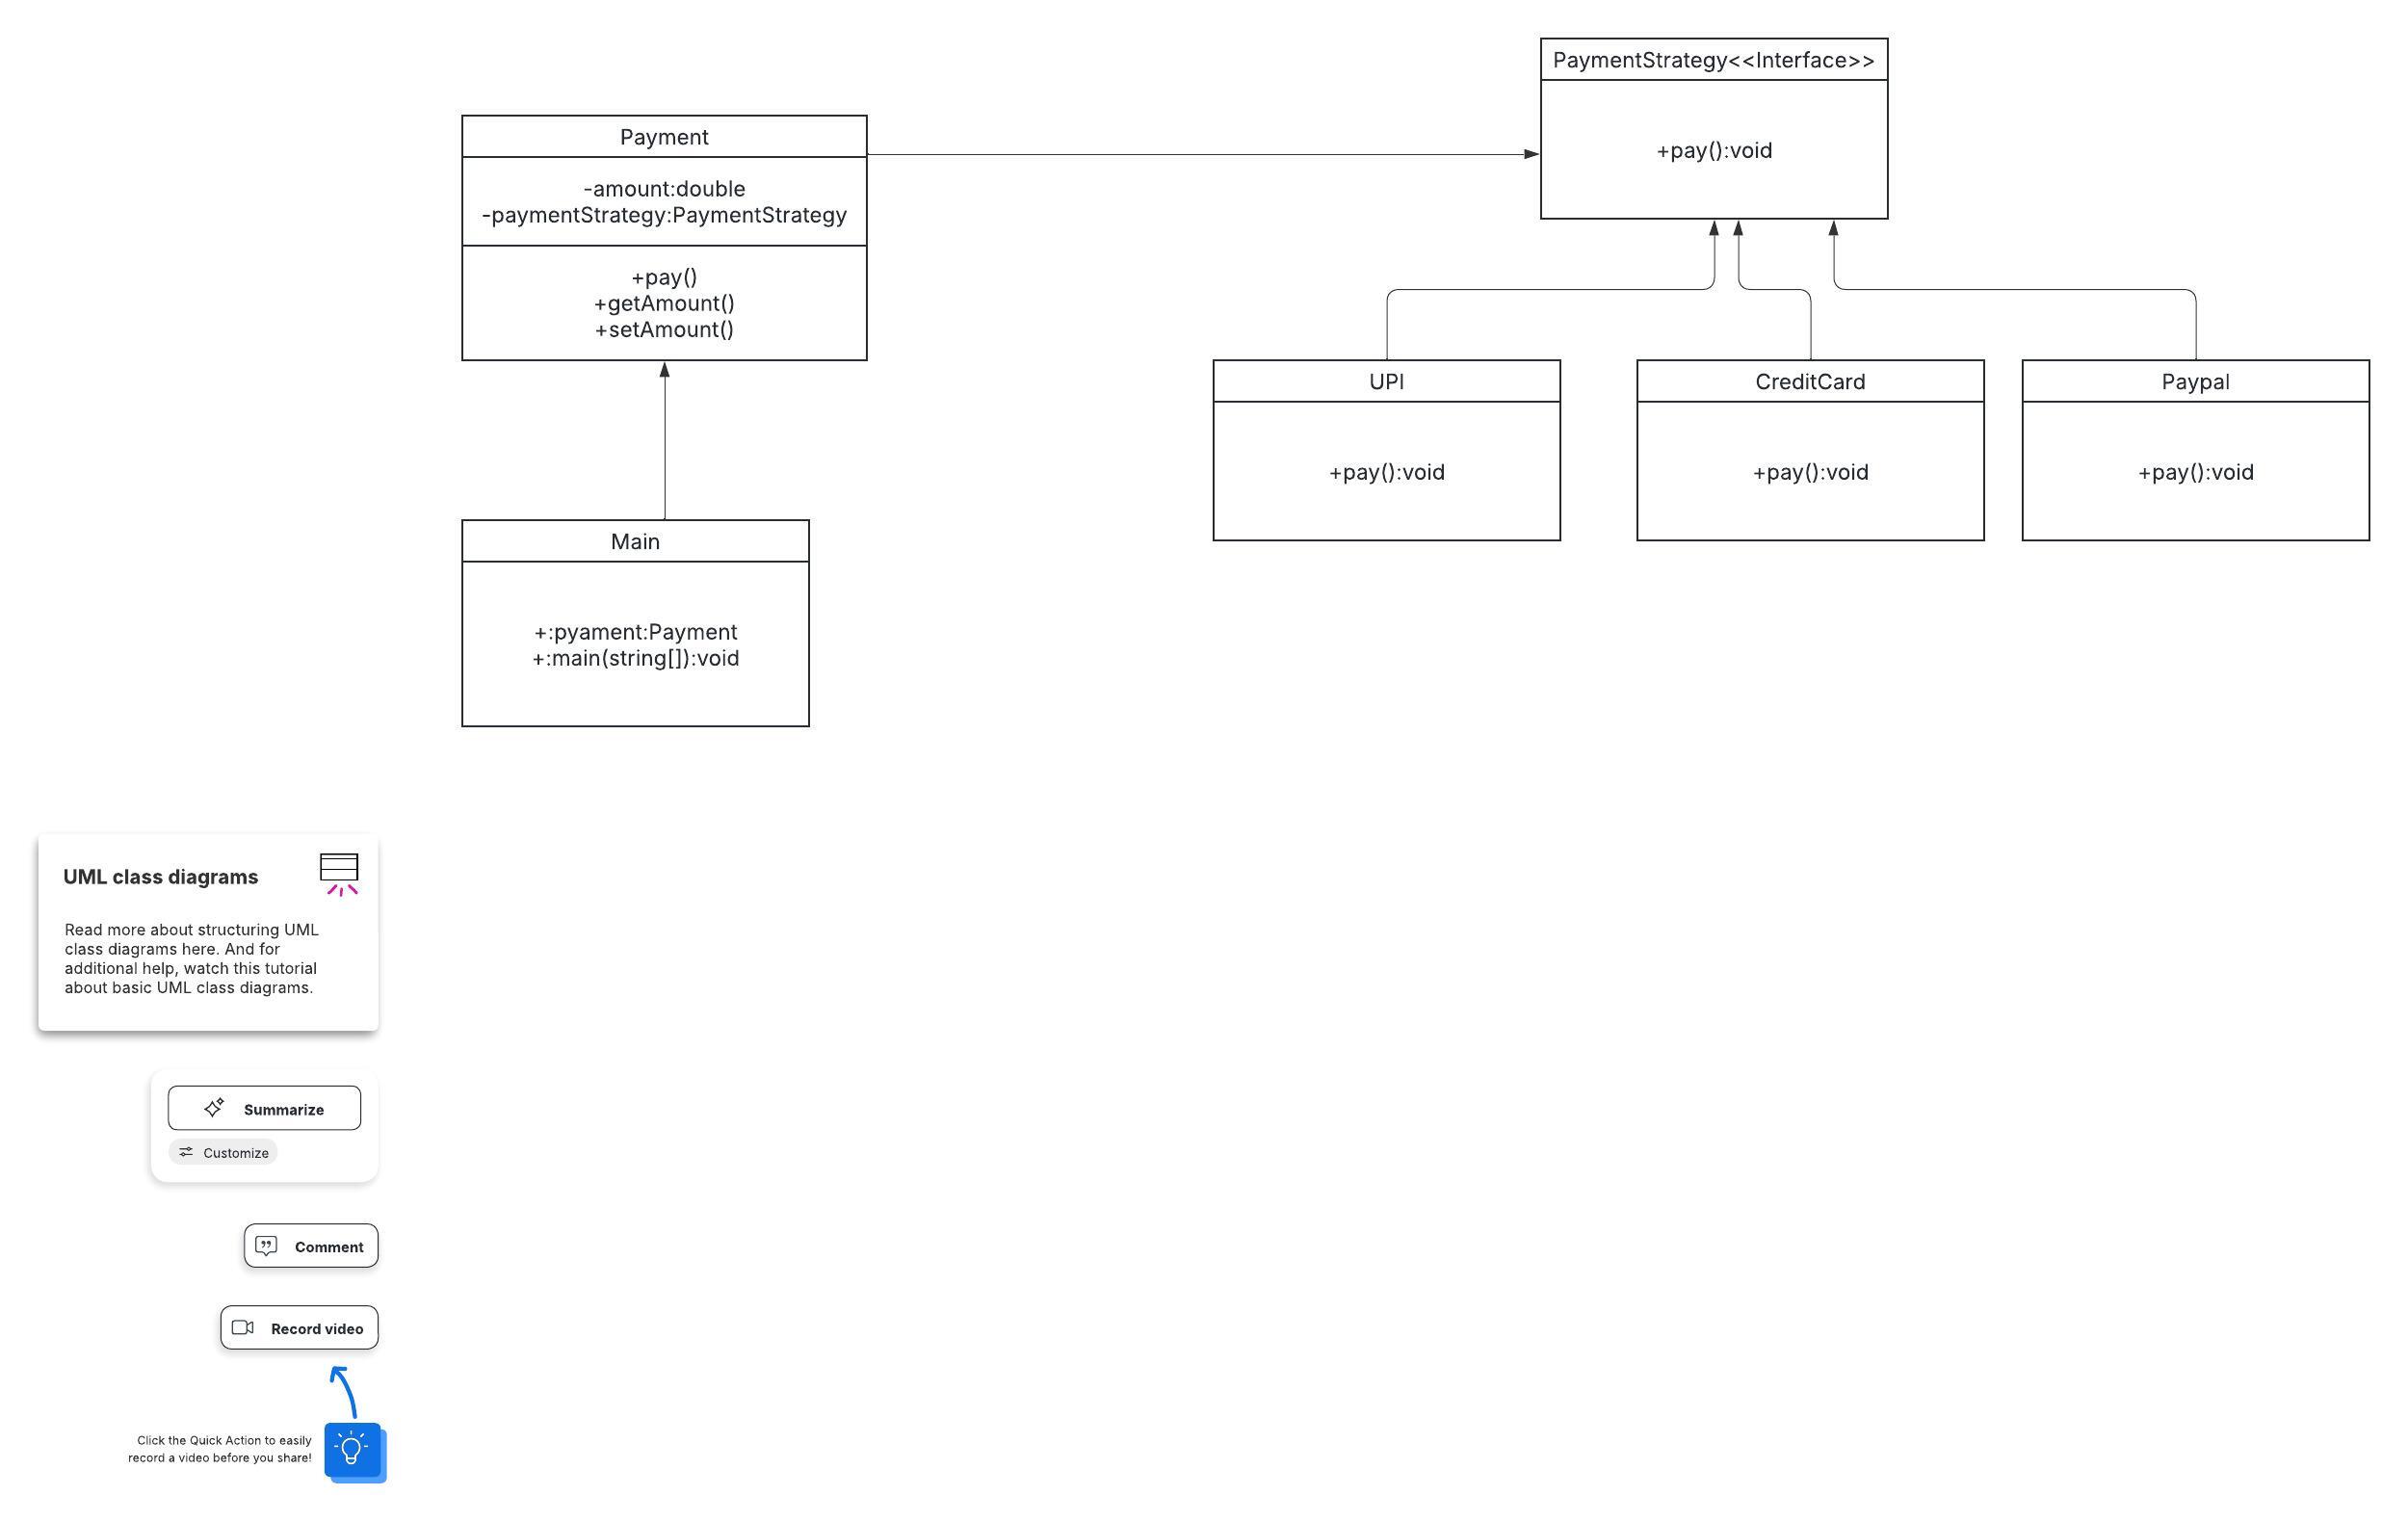 PaymentStrategy<<Interface>>
+pay():void
Payment
-amount:double
-paymentStrategy:PaymentStrategy
+pay()
+getAmount()
+setAmount()
UPI
+pay():void
CreditCard
+pay():void
Paypal
+pay():void
Main
+:pyament:Payment
+:main(string[]):void
UML class diagrams
Read more about structuring UML
class diagrams here. And for
additional help, watch this tutorial
about basic UML class diagrams.
Summarize
Customize
Comment
Record video
Click the Quick Action to easily
record a video before you share!